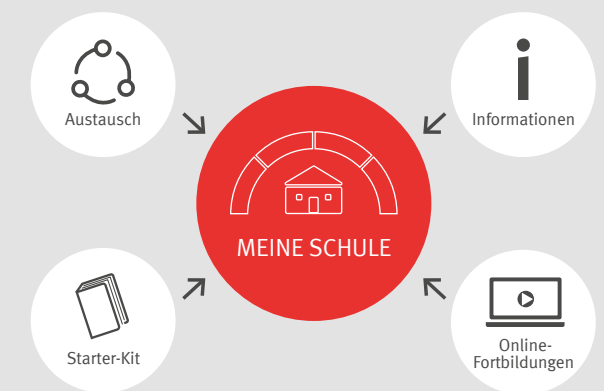 Austausch
Informationen
MEINE SCHULE
Starter-Kit
Online-
Fortbildungen